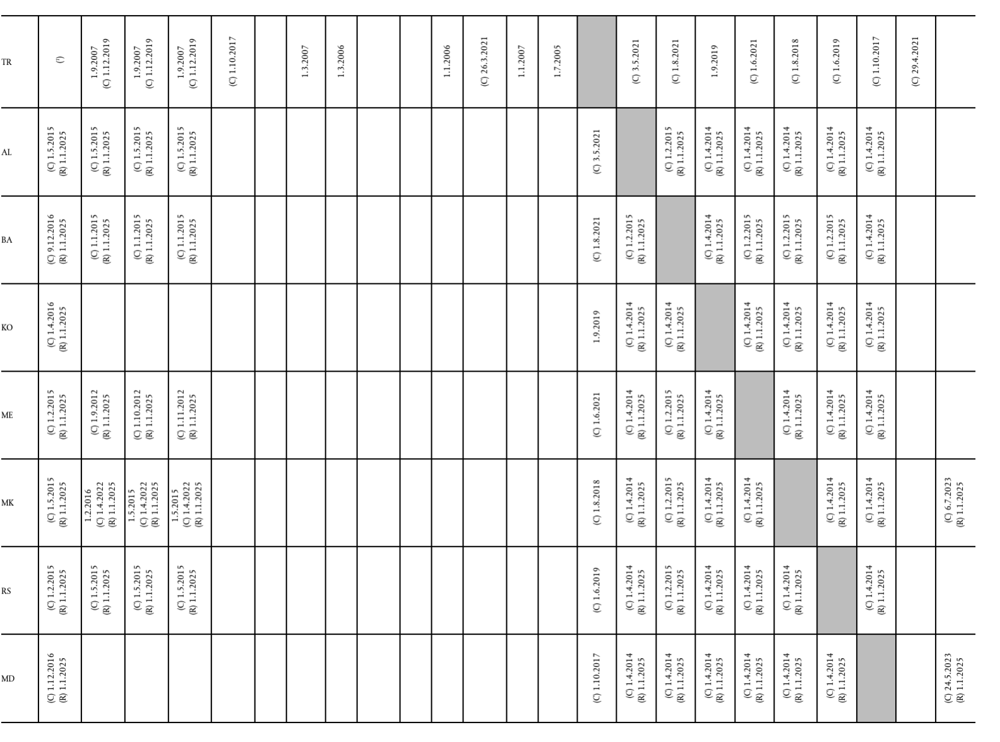 TR
(¹)
1.9.2007
(C) 1.12.2019
1.9.2007
(C) 1.12.2019
1.9.2007
(C) 1.12.2019
(C) 1.10.2017
1.3.2007
1.3.2006
1.1.2006
(C) 26.3.2021
1.1.2007
1.7.2005
(C) 3.5.2021
(C) 1.8.2021
1.9.2019
(C) 1.6.2021
(C) 1.8.2018
(C) 1.6.2019
(C) 1.10.2017
(C) 29.4.2021
AL
(C) 1.5.2015
(R) 1.1.2025
(C) 1.5.2015
(R) 1.1.2025
(C) 1.5.2015
(R) 1.1.2025
(C) 1.5.2015
(R) 1.1.2025
(C) 3.5.2021
(C) 1.2.2015
(R) 1.1.2025
(C) 1.4.2014
(R) 1.1.2025
(C) 1.4.2014
(R) 1.1.2025
(C) 1.4.2014
(R) 1.1.2025
(C) 1.4.2014
(R) 1.1.2025
(C) 1.4.2014
(R) 1.1.2025
BA
(C) 9.12.2016
(R) 1.1.2025
(C) 1.1.2015
(R) 1.1.2025
(C) 1.1.2015
(R) 1.1.2025
(C) 1.1.2015
(R) 1.1.2025
(C) 1.8.2021
(C) 1.2.2015
(R) 1.1.2025
(C) 1.4.2014
(R) 1.1.2025
(C) 1.2.2015
(R) 1.1.2025
(C) 1.2.2015
(R) 1.1.2025
(C) 1.2.2015
(R) 1.1.2025
(C) 1.4.2014
(R) 1.1.2025
KO
(C) 1.4.2016
(R) 1.1.2025
1.9.2019
(C) 1.4.2014
(R) 1.1.2025
(C) 1.4.2014
(R) 1.1.2025
(C) 1.4.2014
(R) 1.1.2025
(C) 1.4.2014
(R) 1.1.2025
(C) 1.4.2014
(R) 1.1.2025
(C) 1.4.2014
(R) 1.1.2025
ME
(C) 1.2.2015
(R) 1.1.2025
(C) 1.9.2012
(R) 1.1.2025
(C) 1.10.2012
(R) 1.1.2025
(C) 1.11.2012
(R) 1.1.2025
(C) 1.6.2021
(C) 1.4.2014
(R) 1.1.2025
(C) 1.2.2015
(R) 1.1.2025
(C) 1.4.2014
(R) 1.1.2025
(C) 1.4.2014
(R) 1.1.2025
(C) 1.4.2014
(R) 1.1.2025
(C) 1.4.2014
(R) 1.1.2025
MK
(C) 1.5.2015
(R) 1.1.2025
1.2.2016
(C) 1.4.2022
(R) 1.1.2025
1.5.2015
(C) 1.4.2022
(R) 1.1.2025
1.5.2015
(C) 1.4.2022
(R) 1.1.2025
(C) 1.8.2018
(C) 1.4.2014
(R) 1.1.2025
(C) 1.2.2015
(R) 1.1.2025
(C) 1.4.2014
(R) 1.1.2025
(C) 1.4.2014
(R) 1.1.2025
(C) 1.4.2014
(R) 1.1.2025
(C) 1.4.2014
(R) 1.1.2025
(C) 6.7.2023
(R) 1.1.2025
RS
(C) 1.2.2015
(R) 1.1.2025
(C) 1.5.2015
(R) 1.1.2025
(C) 1.5.2015
(R) 1.1.2025
(C) 1.5.2015
(R) 1.1.2025
(C) 1.6.2019
(C) 1.4.2014
(R) 1.1.2025
(C) 1.2.2015
(R) 1.1.2025
(C) 1.4.2014
(R) 1.1.2025
(C) 1.4.2014
(R) 1.1.2025
(C) 1.4.2014
(R) 1.1.2025
(C) 1.4.2014
(R) 1.1.2025
MD
(C) 1.12.2016
(R) 1.1.2025
(C) 1.10.2017
(C) 1.4.2014
(R) 1.1.2025
(C) 1.4.2014
(R) 1.1.2025
(C) 1.4.2014
(R) 1.1.2025
(C) 1.4.2014
(R) 1.1.2025
(C) 1.4.2014
(R) 1.1.2025
(C) 1.4.2014
(R) 1.1.2025
(C) 24.5.2023
(R) 1.1.2025